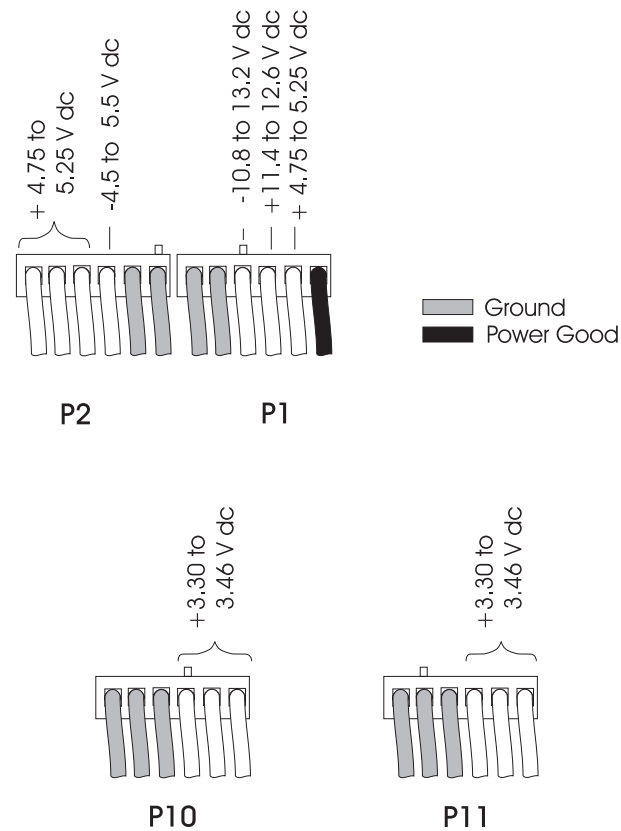 + 4.75 to
5.25 V dc
-4.5 to 5.5 V dc
-10.8 to 13.2 V dc
+11.4 to 12.6 V dc
+ 4.75 to 5.25 V dc
Ground
Power Good
P2
P1
+3.30 to
3.46 V dc
+3.30 to
3.46 V dc
P10
P11